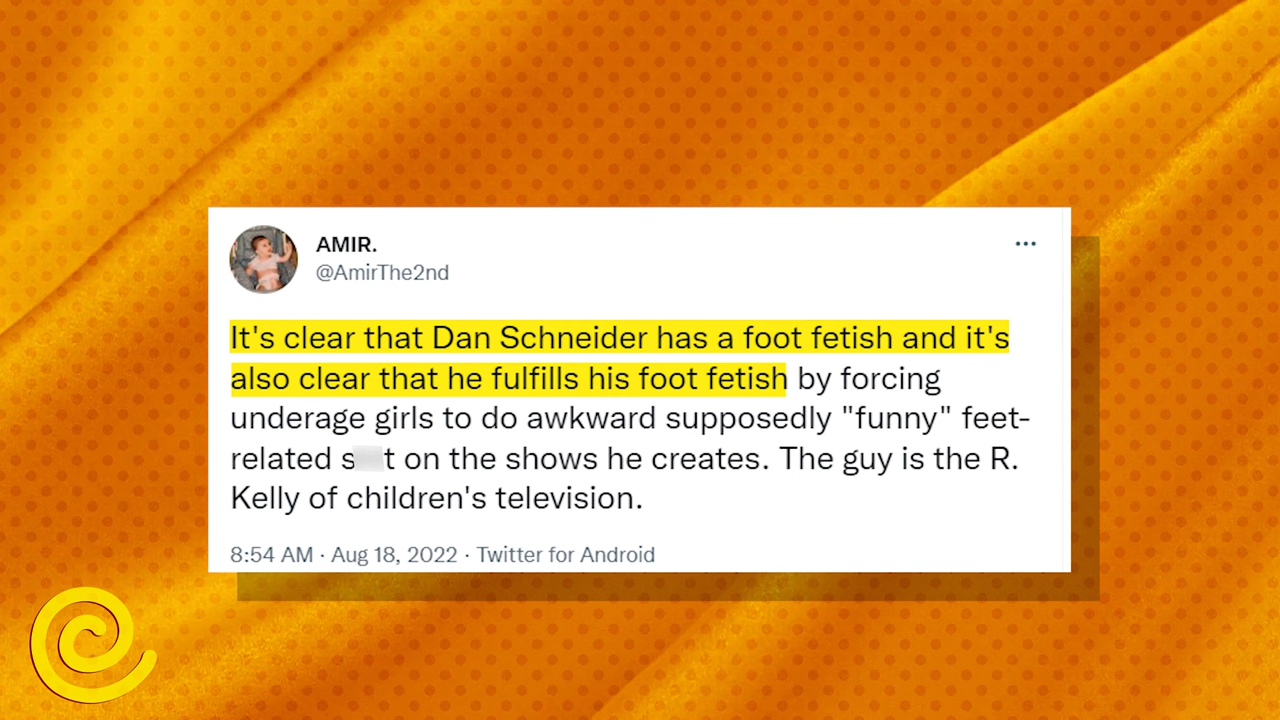 AMIR.
@AmirThe2nd
It's clear that Dan Schneider has a foot fetish and it's
also clear that he fulfills his foot fetish by forcing
underage girls to do awkward supposedly "funny" feet-
related s t on the shows he creates. The guy is the R.
Kelly of children's television.
8:54 AM · Aug 18, 2022 · Twitter for Android